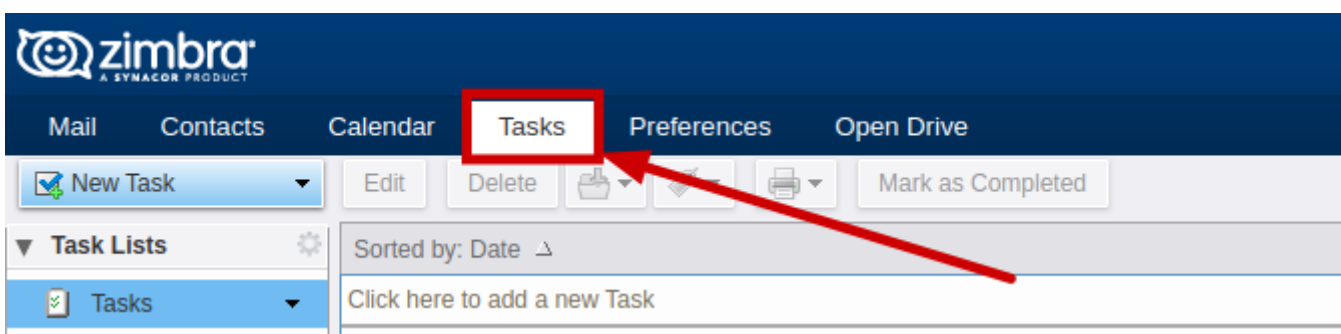 zimbra
A SYNACOR PRODUCT
Mail Contacts Calendar Tasks Preferences Open Drive
New Task Edit Delete Mark as Completed
Task Lists Sorted by: Date
Tasks Click here to add a new Task